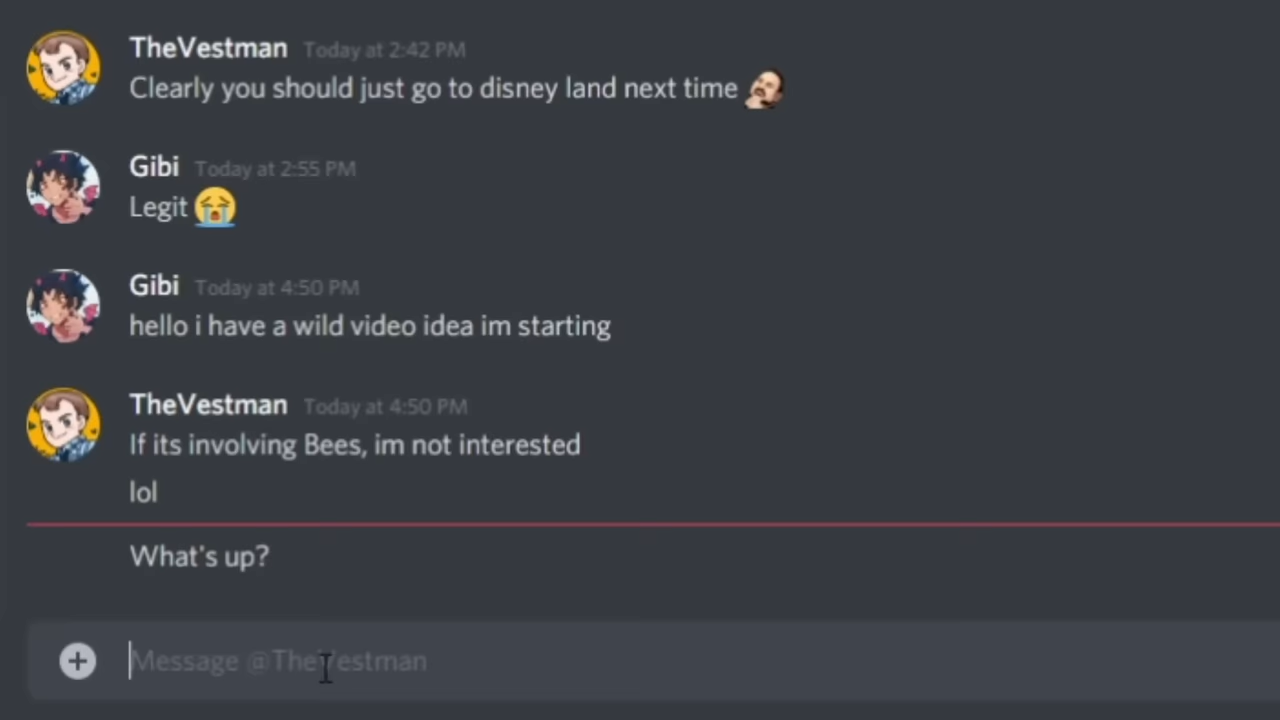 TheVestman Today at 2:42 PM
Clearly you should just go to disney land next time
Gibi Today at 2:55 PM
Legit
Gibi Today at 4:50 PM
hello i have a wild video idea im starting
TheVestman Today at 4:50 PM
If its involving Bees, im not interested
lol
What's up?
Message @TheVestman